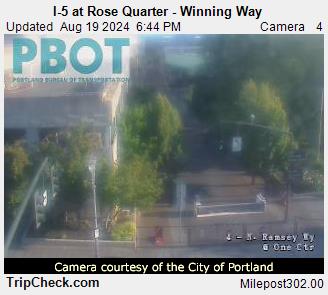 I-5 at Rose Quarter - Winning Way
Updated Aug 19 2024 6:44 PM Camera 4
PBOT
PORTLAND BUREAU OF TRANSPORTATION
4 - N. Ramsey Wy
@ One Ctr
Camera courtesy of the City of Portland
TripCheck.com Milepost302.00